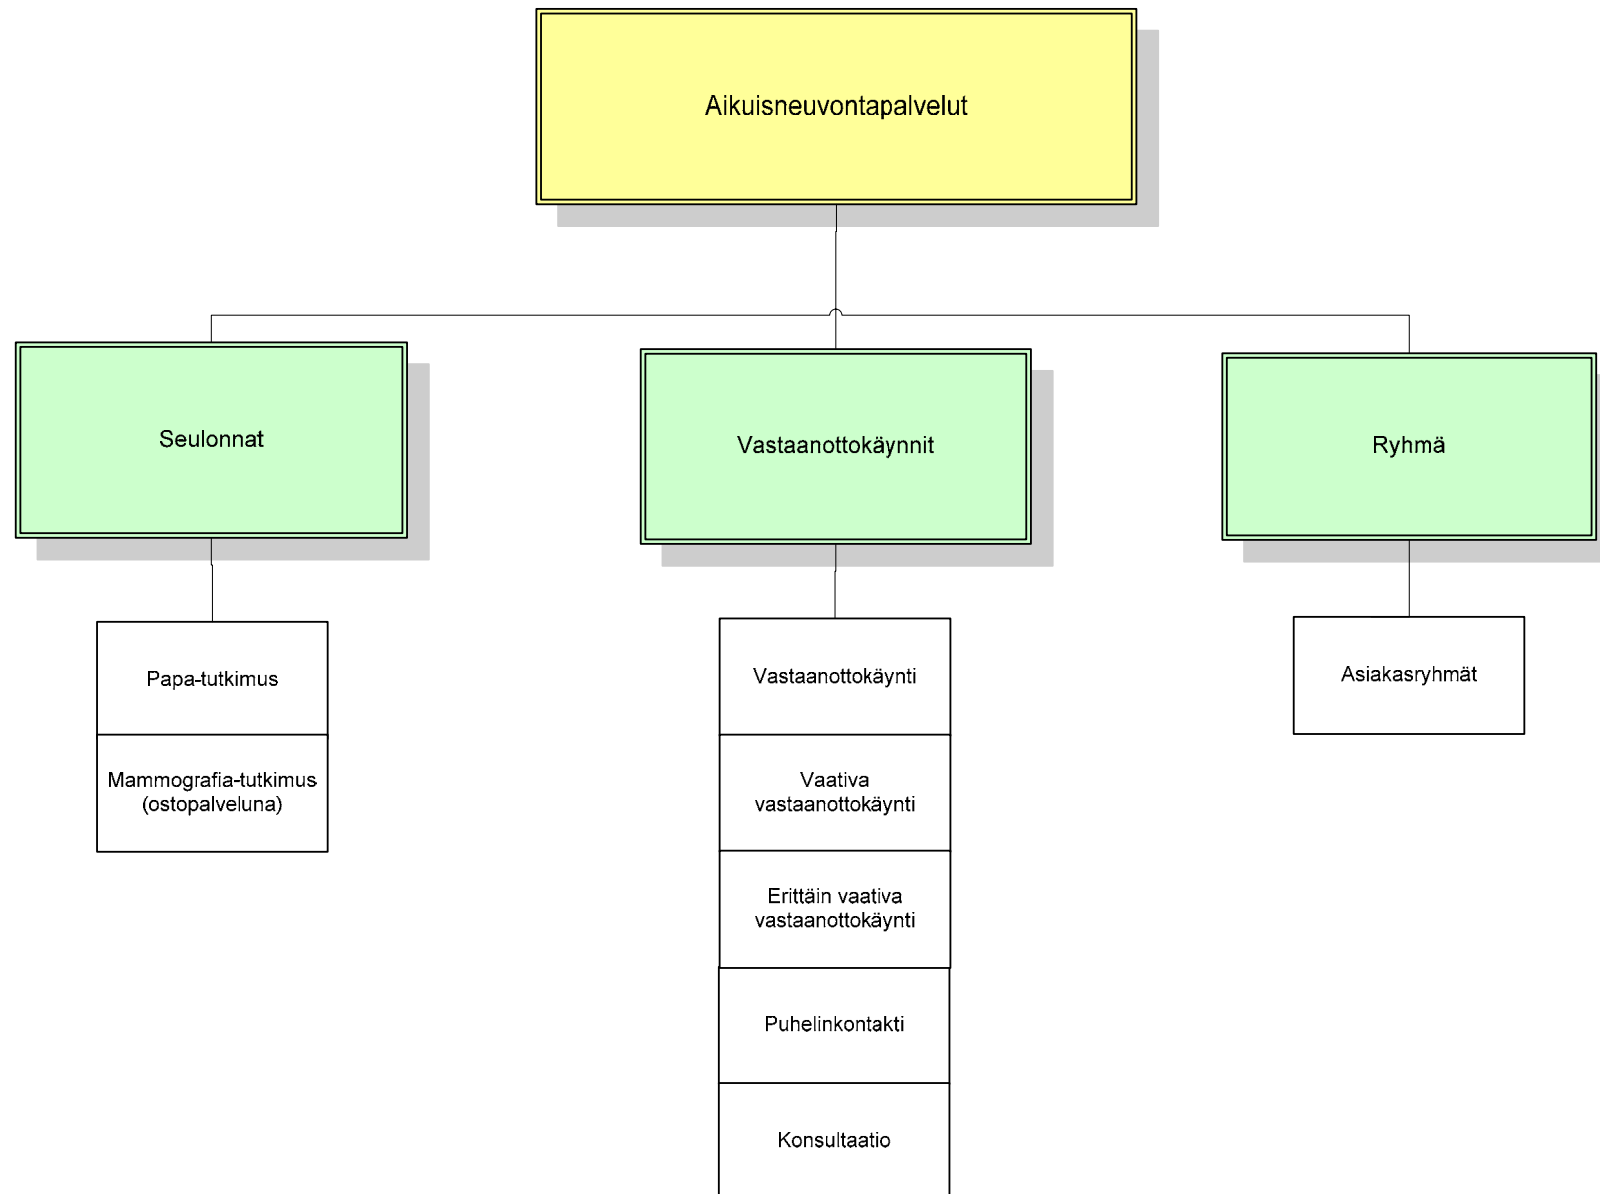 Aikuisneuvontapalvelut
Seulonnat
Vastaanottokäynnit
Ryhmä
Papa-tutkimus
Mammografia-tutkimus
(ostopalveluna)
Vastaanottokäynti
Vaativa
vastaanottokäynti
Erittäin vaativa
vastaanottokäynti
Puhelinkontakti
Konsultaatio
Asiakasryhmät